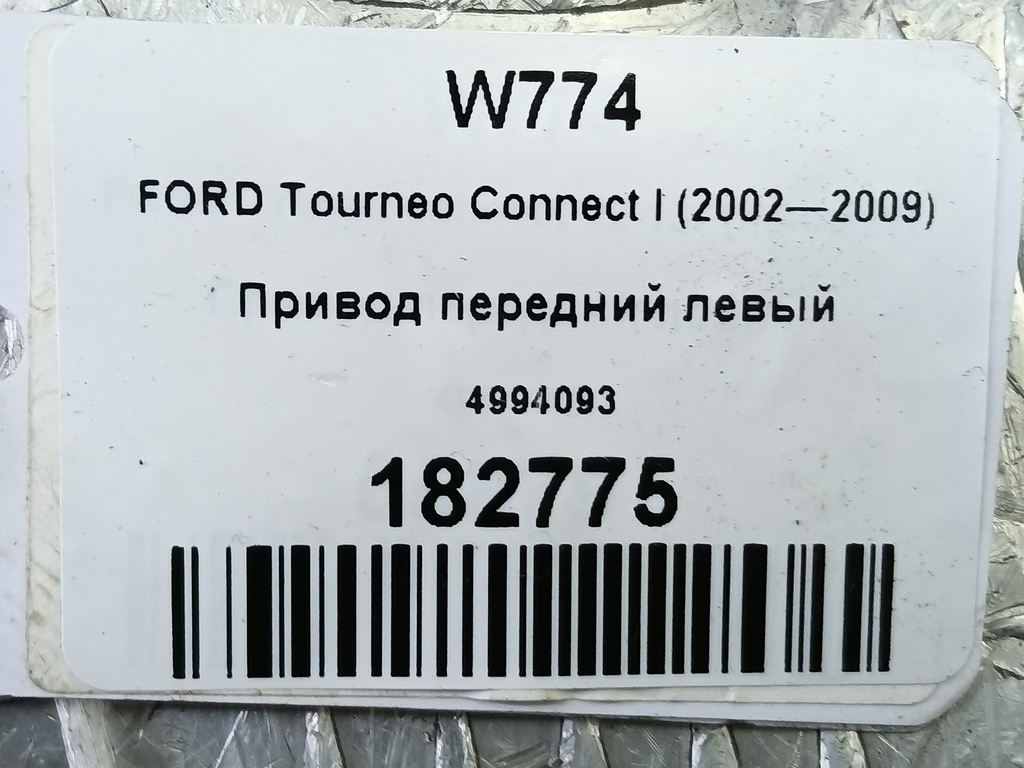 W774
FORD Tourneo Connect I (2002—2009)
Привод передний левый
4994093
182775